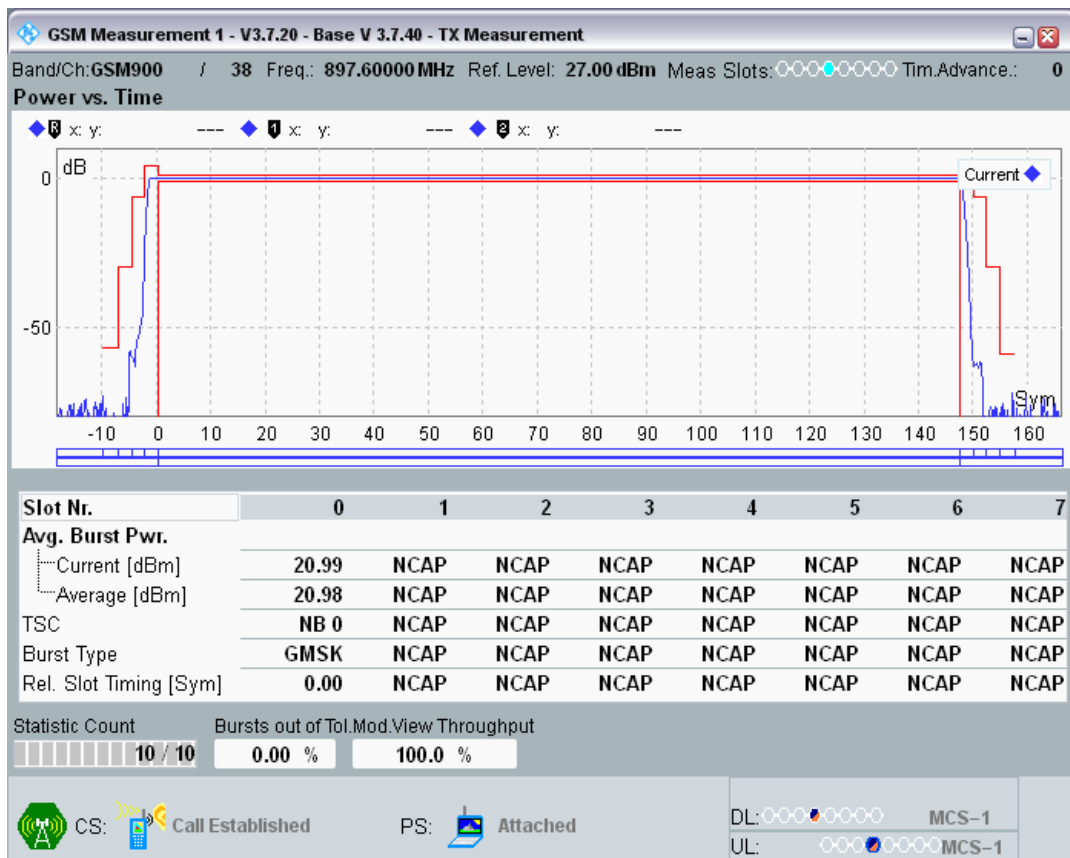 GSM Measurement 1 - V3.7.20 - Base V 3.7.40 - TX Measurement
Band/Ch:GSM900 / 38 Freq.: 897.60000 MHz Ref. Level: 27.00 dBm Meas Slots: Tim.Advance.: 0
Power vs. Time
R x: y: --- 1 x: y: --- 2 x: y: ---
dB
Current
0
-50
Sym
-10 0 10 20 30 40 50 60 70 80 90 100 110 120 130 140 150 160
Slot Nr. 0 1 2 3 4 5 6 7
Avg. Burst Pwr.
Current [dBm] 20.99 NCAP NCAP NCAP NCAP NCAP NCAP NCAP
Average [dBm] 20.98 NCAP NCAP NCAP NCAP NCAP NCAP NCAP
TSC NB 0 NCAP NCAP NCAP NCAP NCAP NCAP NCAP
Burst Type GMSK NCAP NCAP NCAP NCAP NCAP NCAP NCAP
Rel. Slot Timing [Sym] 0.00 NCAP NCAP NCAP NCAP NCAP NCAP NCAP
Statistic Count Bursts out of Tol.Mod.View Throughput
10 / 10 0.00 % 100.0 %
CS: Call Established PS: Attached
DL: MCS-1
UL: MCS-1